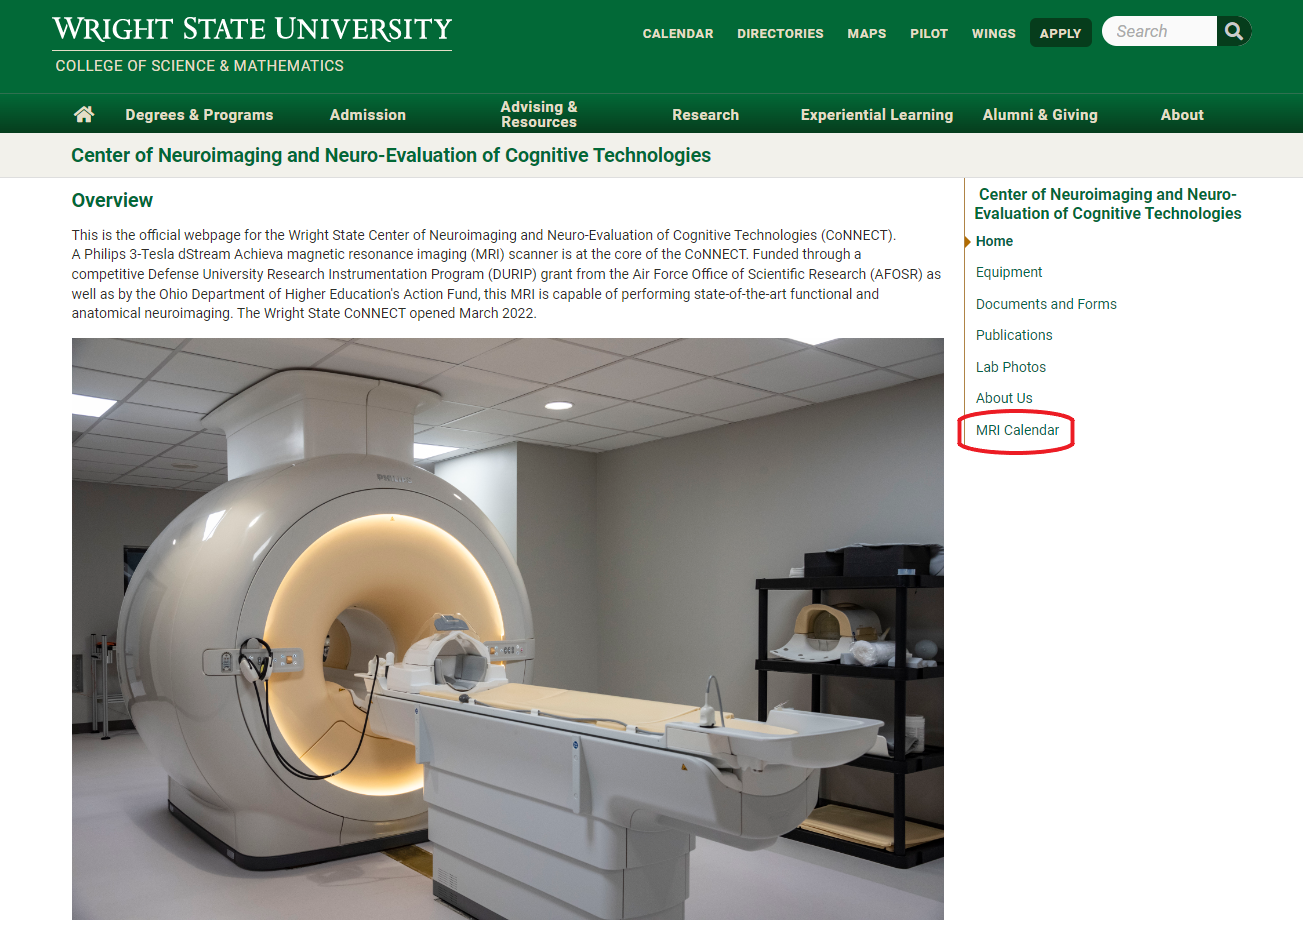 WRIGHT STATE UNIVERSITY
COLLEGE OF SCIENCE & MATHEMATICS
CALENDAR
DIRECTORIES
MAPS
PILOT
WINGS
APPLY
Search
Degrees & Programs
Admission
Advising &
Resources
Research
Experiential Learning
Alumni & Giving
About
Center of Neuroimaging and Neuro-Evaluation of Cognitive Technologies
Overview
This is the official webpage for the Wright State Center of Neuroimaging and Neuro-Evaluation of Cognitive Technologies (CoNNECT).
A Philips 3-Tesla dStream Achieva magnetic resonance imaging (MRI) scanner is at the core of the CoNNECT. Funded through a
competitive Defense University Research Instrumentation Program (DURIP) grant from the Air Force Office of Scientific Research (AFOSR) as
well as by the Ohio Department of Higher Education's Action Fund, this MRI is capable of performing state-of-the-art functional and
anatomical neuroimaging. The Wright State CoNNECT opened March 2022.
PHILIPS
Center of Neuroimaging and Neuro-
Evaluation of Cognitive Technologies
Home
Equipment
Documents and Forms
Publications
Lab Photos
About Us
MRI Calendar